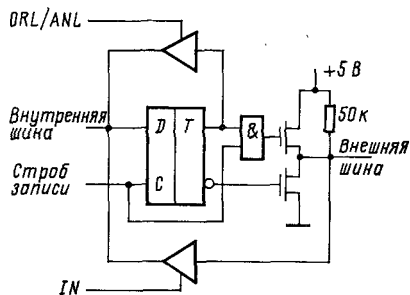 ORL/ANL
+5 В
Внутренняя
шина
D T
&
50к
Внешняя
шина
Строб
записи
C
IN